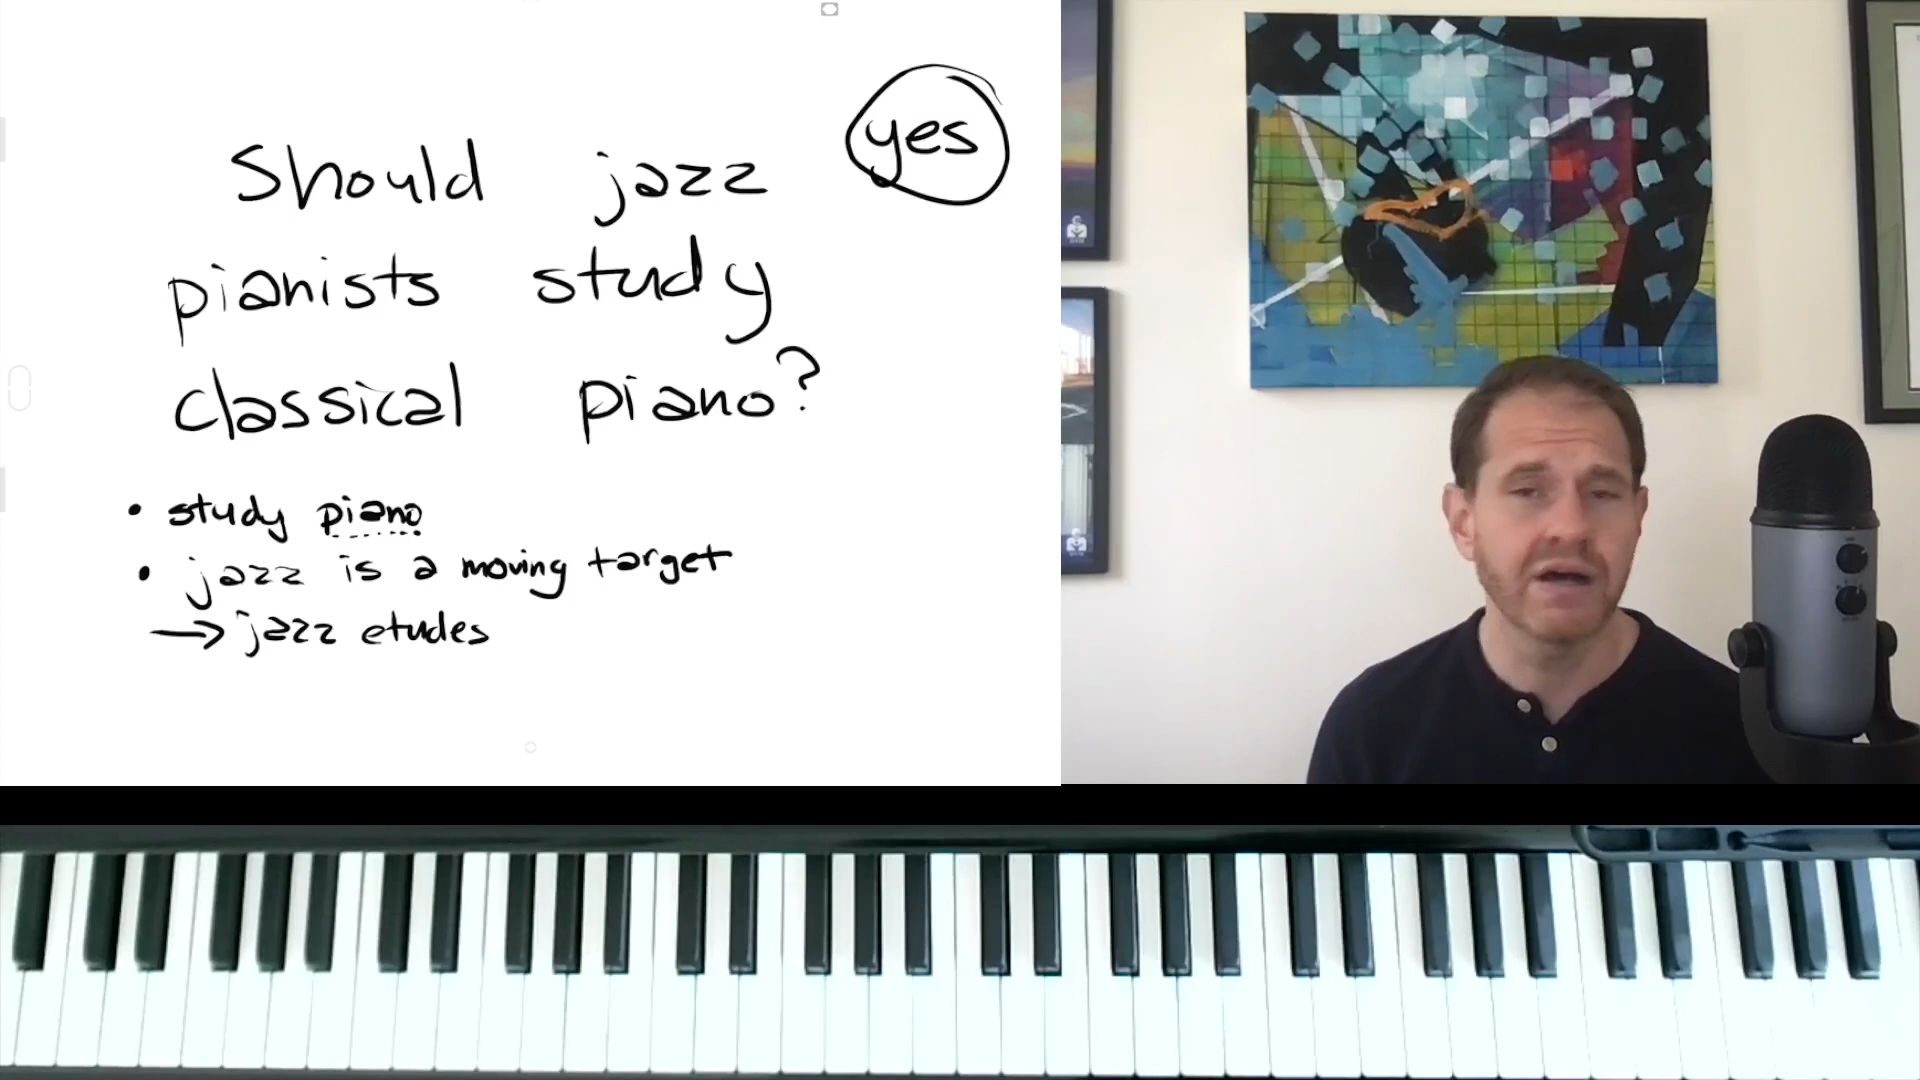 yes
Should jazz
pianists study
classical piano?
• study piano
• jazz is a moving target
→ jazz etudes